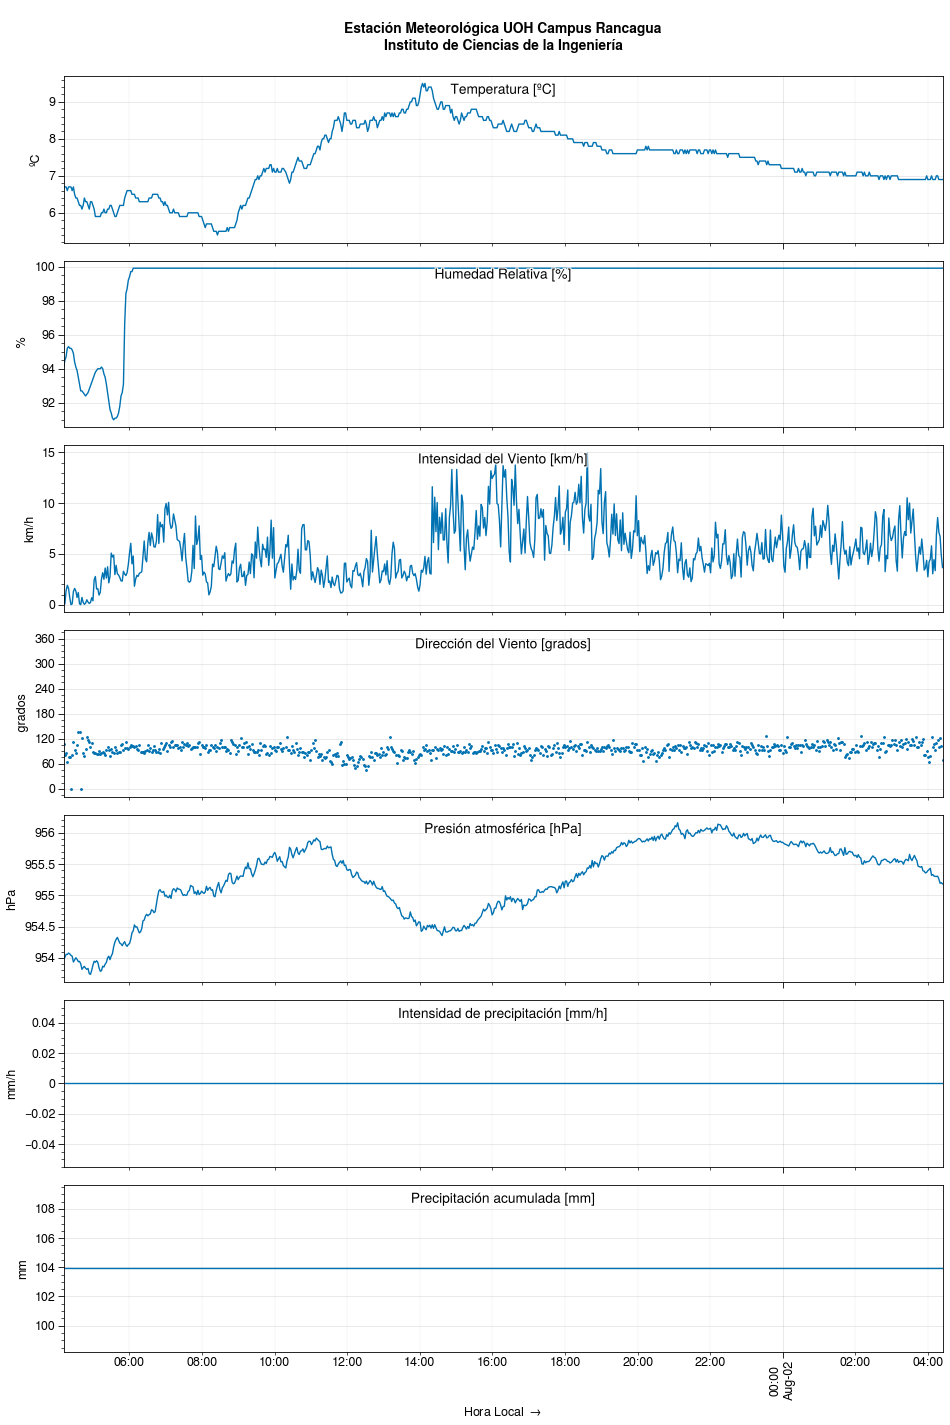 Estación Meteorológica UOH Campus Rancagua
Instituto de Ciencias de la Ingeniería
Temperatura [ºC]
ºC
9
8
7
6
Humedad Relativa [%]
%
100
98
96
94
92
Intensidad del Viento [km/h]
km/h
15
10
5
0
Dirección del Viento [grados]
grados
360
300
240
180
120
60
0
Presión atmosférica [hPa]
hPa
956
955.5
955
954.5
954
Intensidad de precipitación [mm/h]
mm/h
0.04
0.02
0
−0.02
−0.04
Precipitación acumulada [mm]
mm
108
106
104
102
100
06:00 08:00 10:00 12:00 14:00 16:00 18:00 20:00 22:00 00:00 02:00 04:00
Aug-02
Hora Local →